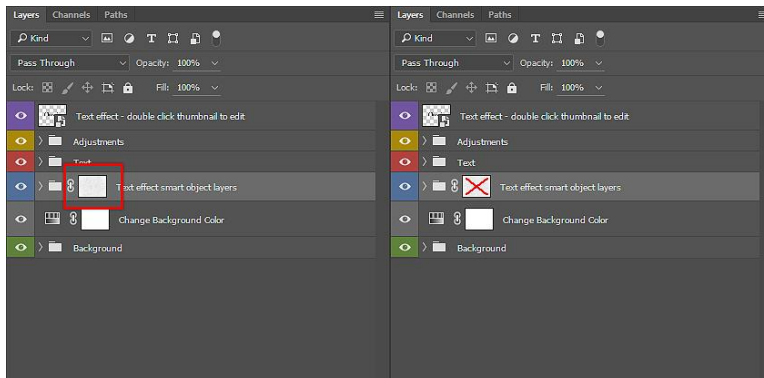 Layers Channels Paths
Kind T
Pass Through Opacity: 100%
Lock: Fill: 100%
Text effect - double click thumbnail to edit
Adjustments
Text
Text effect smart object layers
Change Background Color
Background
Layers Channels Paths
Kind T
Pass Through Opacity: 100%
Lock: Fill: 100%
Text effect - double click thumbnail to edit
Adjustments
Text
Text effect smart object layers
Change Background Color
Background